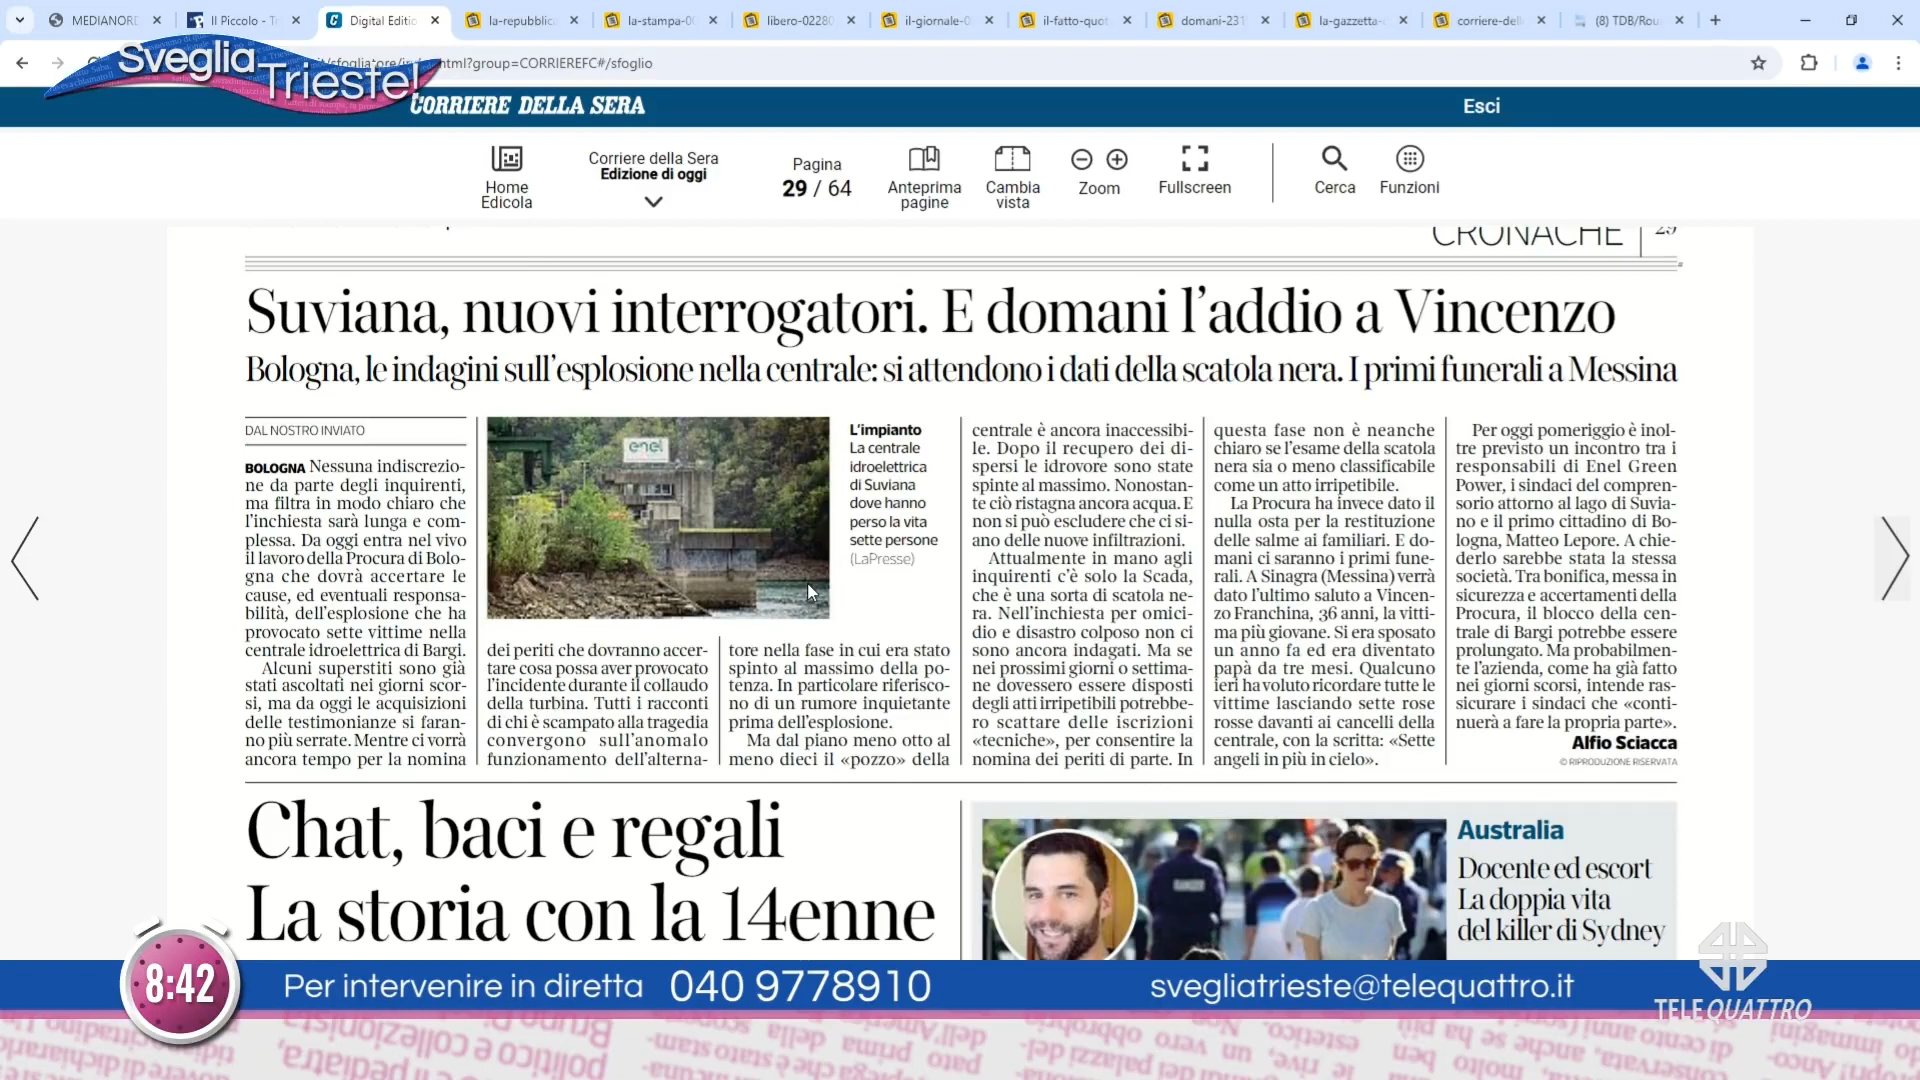 MEDIANORD
Il Piccolo - T
Digital Editio
la-repubblic
la-stampa-0
libero-02280
il-giornale-0
il-fatto-quot
domani-231
la-gazzetta-
corriere-dell
(8) TDB/Rou
Sveglia
Trieste!
/sfogliatore/
html?group=CORRIEREFC#/sfoglio
CORRIERE DELLA SERA
Esci
Home
Edicola
Corriere della Sera
Edizione di oggi
Pagina
29 / 64
Anteprima
pagine
Cambia
vista
Zoom
Fullscreen
Cerca
Funzioni
CRONACHE
29
Suviana, nuovi interrogatori. E domani l’addio a Vincenzo
Bologna, le indagini sull’esplosione nella centrale: si attendono i dati della scatola nera. I primi funerali a Messina
DAL NOSTRO INVIATO
BOLOGNA Nessuna indiscrezio-
ne da parte degli inquirenti,
ma filtra in modo chiaro che
l’inchiesta sarà lunga e com-
plessa. Da oggi entra nel vivo
il lavoro della Procura di Bolo-
gna che dovrà accertare le
cause, ed eventuali responsa-
bilità, dell’esplosione che ha
provocato sette vittime nella
centrale idroelettrica di Bargi.
Alcuni superstiti sono già
stati ascoltati nei giorni scor-
si, ma da oggi le acquisizioni
delle testimonianze si faran-
no più serrate. Mentre ci vorrà
ancora tempo per la nomina
enel
L’impianto
La centrale
idroelettrica
di Suviana
dove hanno
perso la vita
sette persone
(LaPresse)
dei periti che dovranno accer-
tare cosa possa aver provocato
l’incidente durante il collaudo
della turbina. Tutti i racconti
di chi è scampato alla tragedia
convergono sull’anomalo
funzionamento dell’alterna-
tore nella fase in cui era stato
spinto al massimo della po-
tenza. In particolare riferisco-
no di un rumore inquietante
prima dell’esplosione.
Ma dal piano meno otto al
meno dieci il «pozzo» della
centrale è ancora inaccessibi-
le. Dopo il recupero dei di-
spersi le idrovore sono state
spinte al massimo. Nonostan-
te ciò ristagna ancora acqua. E
non si può escludere che ci si-
ano delle nuove infiltrazioni.
Attualmente in mano agli
inquirenti c’è solo la Scada,
che è una sorta di scatola ne-
ra. Nell’inchiesta per omici-
dio e disastro colposo non ci
sono ancora indagati. Ma se
nei prossimi giorni o settima-
ne dovessero essere disposti
degli atti irripetibili potrebbe-
ro scattare delle iscrizioni
«tecniche», per consentire la
nomina dei periti di parte. In
questa fase non è neanche
chiaro se l’esame della scatola
nera sia o meno classificabile
come un atto irripetibile.
La Procura ha invece dato il
nulla osta per la restituzione
delle salme ai familiari. E do-
mani ci saranno i primi fune-
rali. A Sinagra (Messina) verrà
dato l’ultimo saluto a Vincen-
zo Franchina, 36 anni, la vitti-
ma più giovane. Si era sposato
un anno fa ed era diventato
papà da tre mesi. Qualcuno
ieri ha voluto ricordare tutte le
vittime lasciando sette rose
rosse davanti ai cancelli della
centrale, con la scritta: «Sette
angeli in più in cielo».
Per oggi pomeriggio è inol-
tre previsto un incontro tra i
responsabili di Enel Green
Power, i sindaci del compren-
sorio attorno al lago di Suvia-
na e il primo cittadino di Bo-
logna, Matteo Lepore. A chie-
derlo sarebbe stata la stessa
società. Tra bonifica, messa in
sicurezza e accertamenti della
Procura, il blocco della cen-
trale di Bargi potrebbe essere
prolungato. Ma probabilmen-
te l’azienda, come ha già fatto
nei giorni scorsi, intende ras-
sicurare i sindaci che «conti-
nuerà a fare la propria parte».
Alfio Sciacca
© RIPRODUZIONE RISERVATA
Chat, baci e regali
La storia con la 14enne
Australia
Docente ed escort
La doppia vita
del killer di Sydney
8:42
Per intervenire in diretta 040 9778910
svegliatrieste@telequattro.it
TELEQUATTRO